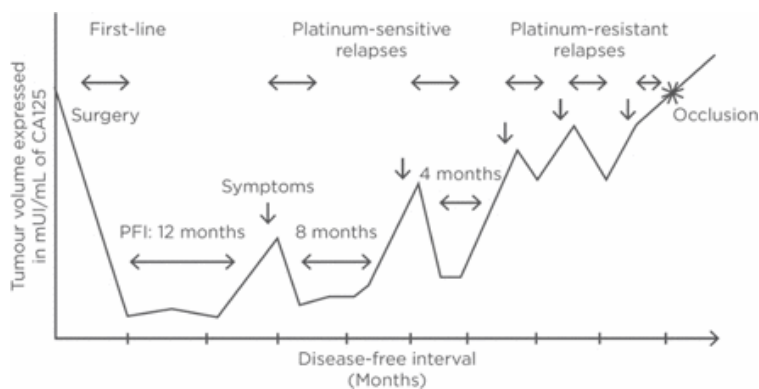 First-line
Platinum-sensitive
relapses
Platinum-resistant
relapses
Surgery
Occlusion
Symptoms
4 months
PFI: 12 months
8 months
Tumour volume expressed
in mUI/mL of CA125
Disease-free interval
(Months)